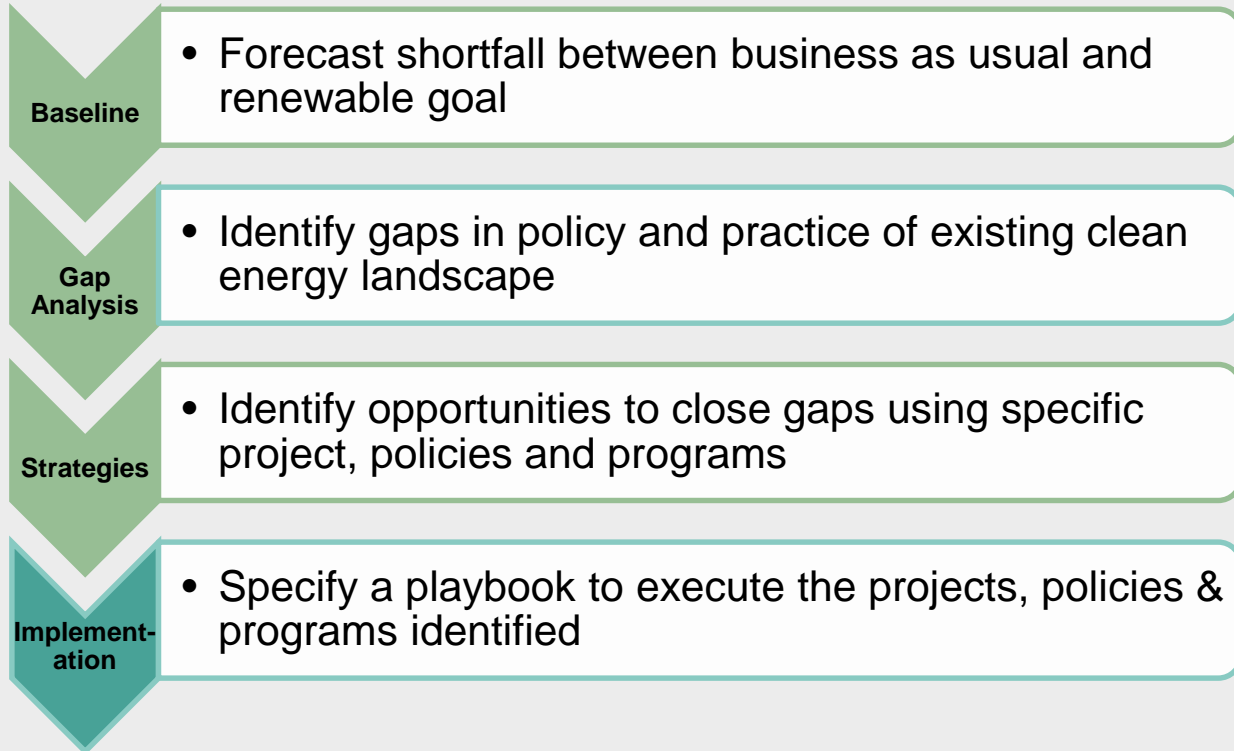 Baseline
• Forecast shortfall between business as usual and
renewable goal
Gap
Analysis
• Identify gaps in policy and practice of existing clean
energy landscape
Strategies
• Identify opportunities to close gaps using specific
project, policies and programs
Implement-
ation
• Specify a playbook to execute the projects, policies &
programs identified